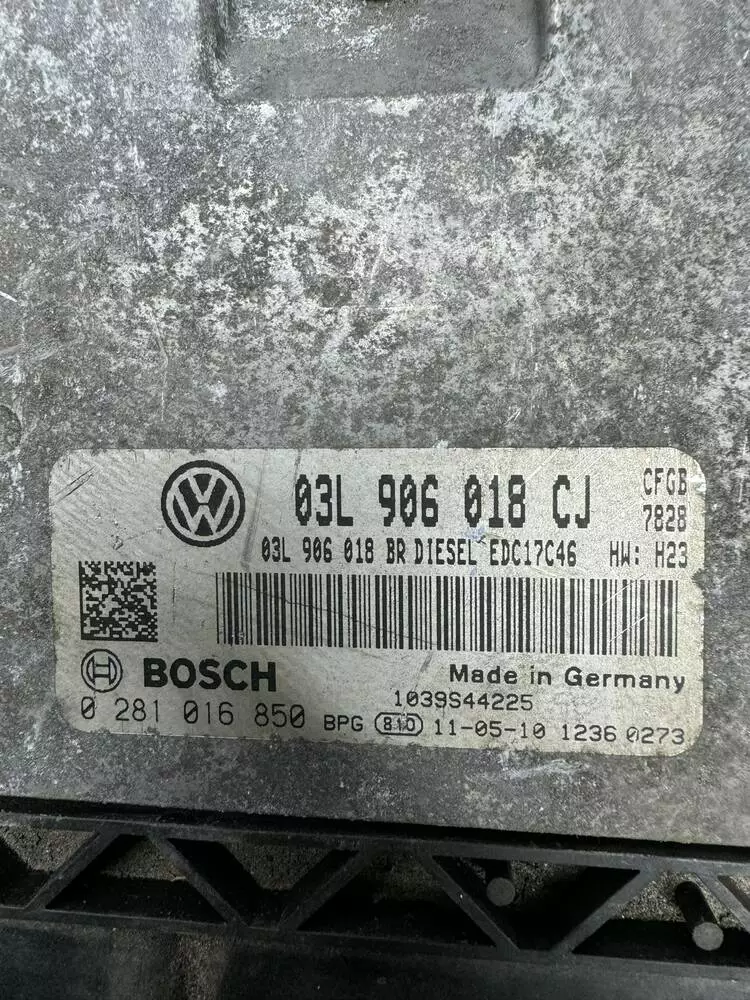 03L 906 018 CJ CFGB
7828
03L 906 018 BR DIESEL EDC17C46 HW: H23
BOSCH Made in Germany
1039S44225
0 281 016 850 BPG 810 11-05-10 1236 0273